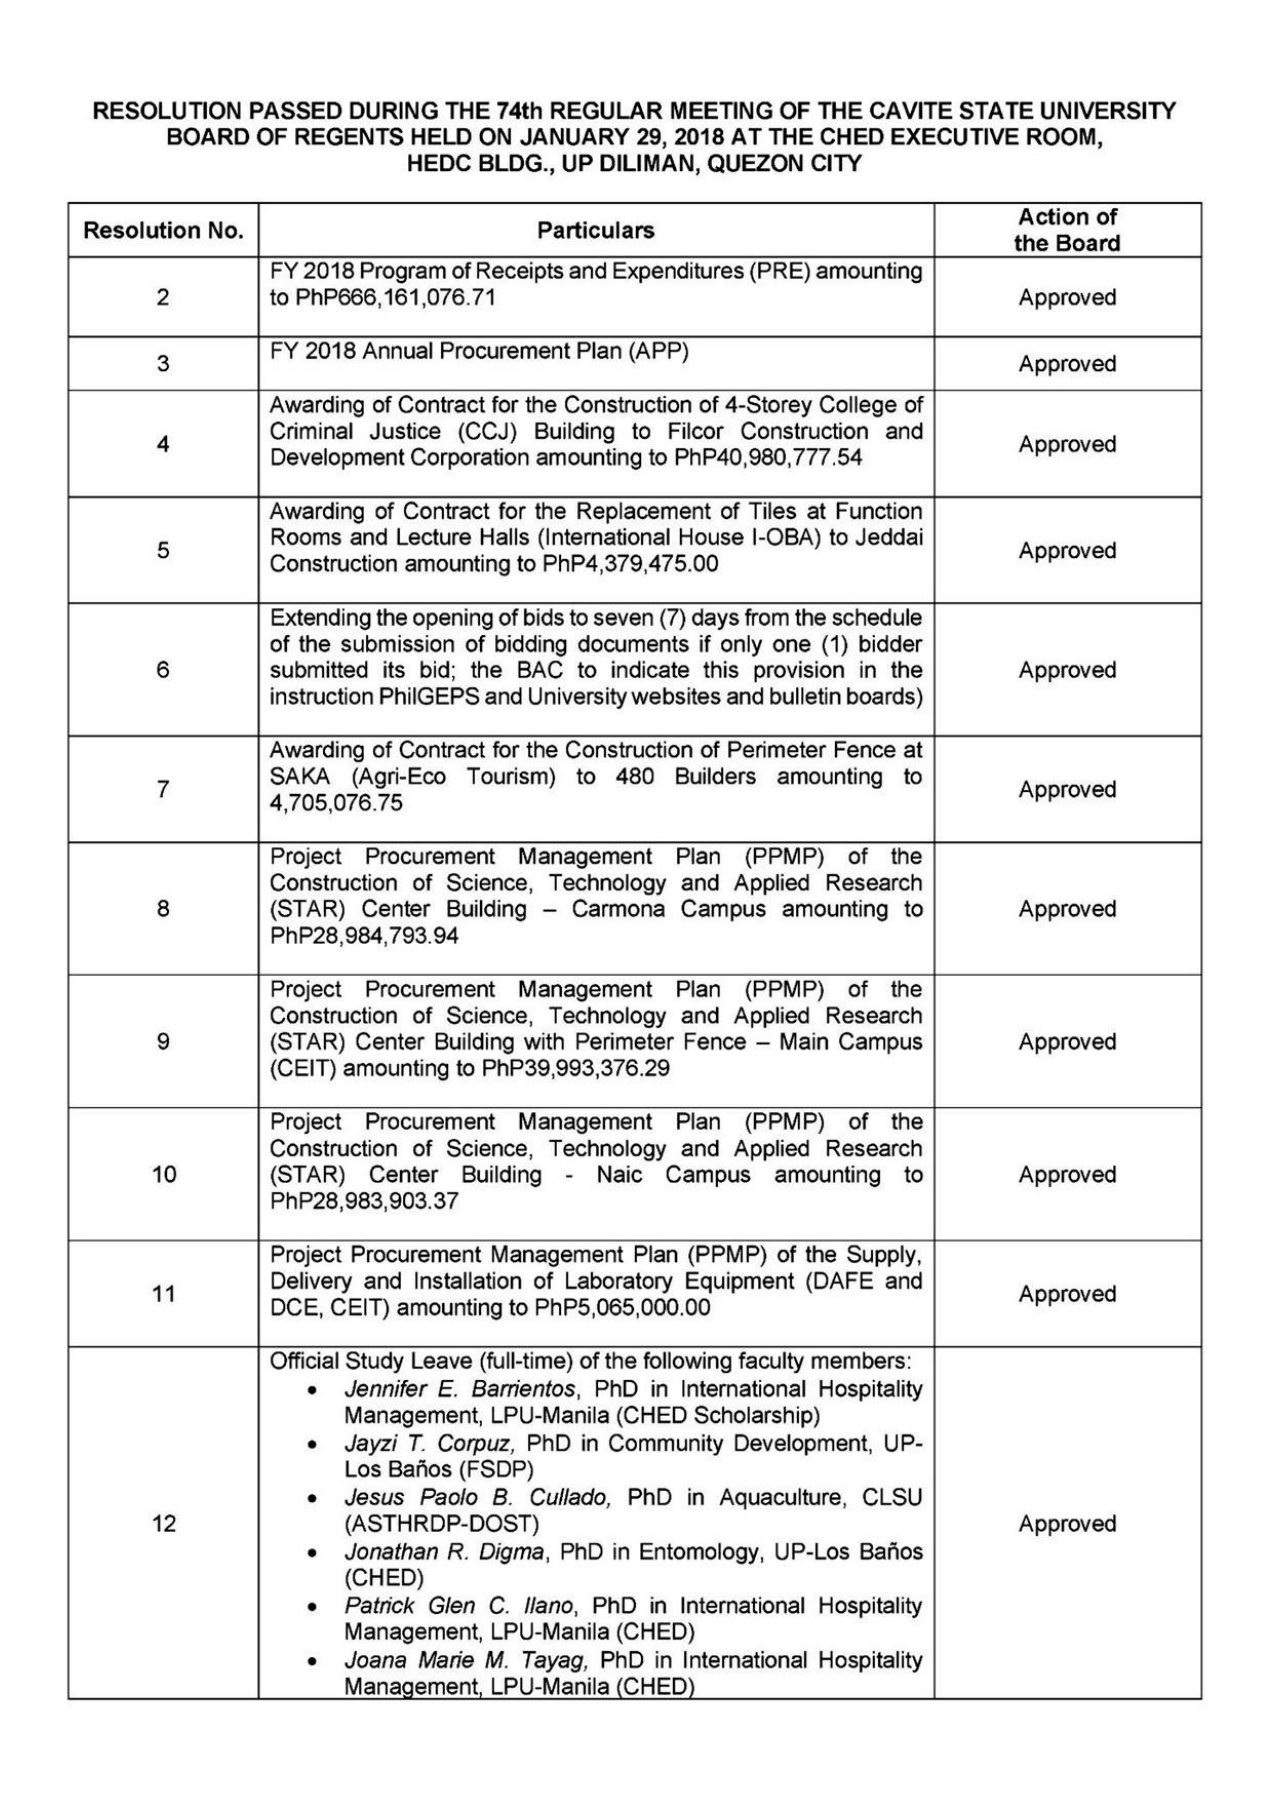 RESOLUTION PASSED DURING THE 74th REGULAR MEETING OF THE CAVITE STATE UNIVERSITY
BOARD OF REGENTS HELD ON JANUARY 29, 2018 AT THE CHED EXECUTIVE ROOM,
HEDC BLDG., UP DILIMAN, QUEZON CITY
Resolution No.
Particulars
Action of
the Board
2
FY 2018 Program of Receipts and Expenditures (PRE) amounting
to PhP666,161,076.71
Approved
3
FY 2018 Annual Procurement Plan (APP)
Approved
4
Awarding of Contract for the Construction of 4-Storey College of
Criminal Justice (CCJ) Building to Filcor Construction and
Development Corporation amounting to PhP40,980,777.54
Approved
5
Awarding of Contract for the Replacement of Tiles at Function
Rooms and Lecture Halls (International House I-OBA) to Jeddai
Construction amounting to PhP4,379,475.00
Approved
6
Extending the opening of bids to seven (7) days from the schedule
of the submission of bidding documents if only one (1) bidder
submitted its bid; the BAC to indicate this provision in the
instruction PhilGEPS and University websites and bulletin boards)
Approved
7
Awarding of Contract for the Construction of Perimeter Fence at
SAKA (Agri-Eco Tourism) to 480 Builders amounting to
4,705,076.75
Approved
8
Project Procurement Management Plan (PPMP) of the
Construction of Science, Technology and Applied Research
(STAR) Center Building – Carmona Campus amounting to
PhP28,984,793.94
Approved
9
Project Procurement Management Plan (PPMP) of the
Construction of Science, Technology and Applied Research
(STAR) Center Building with Perimeter Fence – Main Campus
(CEIT) amounting to PhP39,993,376.29
Approved
10
Project Procurement Management Plan (PPMP) of the
Construction of Science, Technology and Applied Research
(STAR) Center Building - Naic Campus amounting to
PhP28,983,903.37
Approved
11
Project Procurement Management Plan (PPMP) of the Supply,
Delivery and Installation of Laboratory Equipment (DAFE and
DCE, CEIT) amounting to PhP5,065,000.00
Approved
12
Official Study Leave (full-time) of the following faculty members:
• Jennifer E. Barrientos, PhD in International Hospitality
Management, LPU-Manila (CHED Scholarship)
• Jayzi T. Corpuz, PhD in Community Development, UP-
Los Baños (FSDP)
• Jesus Paolo B. Cullado, PhD in Aquaculture, CLSU
(ASTHRDP-DOST)
• Jonathan R. Digma, PhD in Entomology, UP-Los Baños
(CHED)
• Patrick Glen C. Ilano, PhD in International Hospitality
Management, LPU-Manila (CHED)
• Joana Marie M. Tayag, PhD in International Hospitality
Management, LPU-Manila (CHED)
Approved